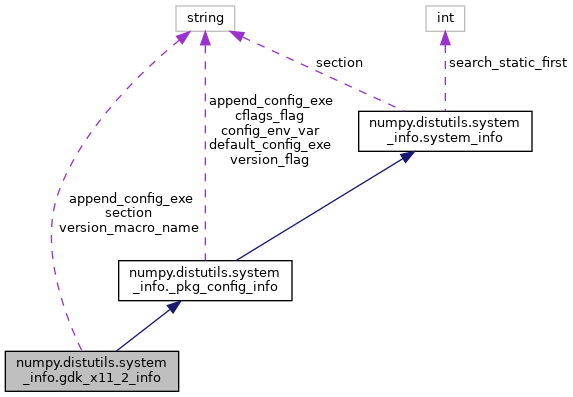 string
int
section
search_static_first
append_config_exe
cflags_flag
config_env_var
default_config_exe
version_flag
numpy.distutils.system
_info.system_info
append_config_exe
section
version_macro_name
numpy.distutils.system
_info._pkg_config_info
numpy.distutils.system
_info.gdk_x11_2_info